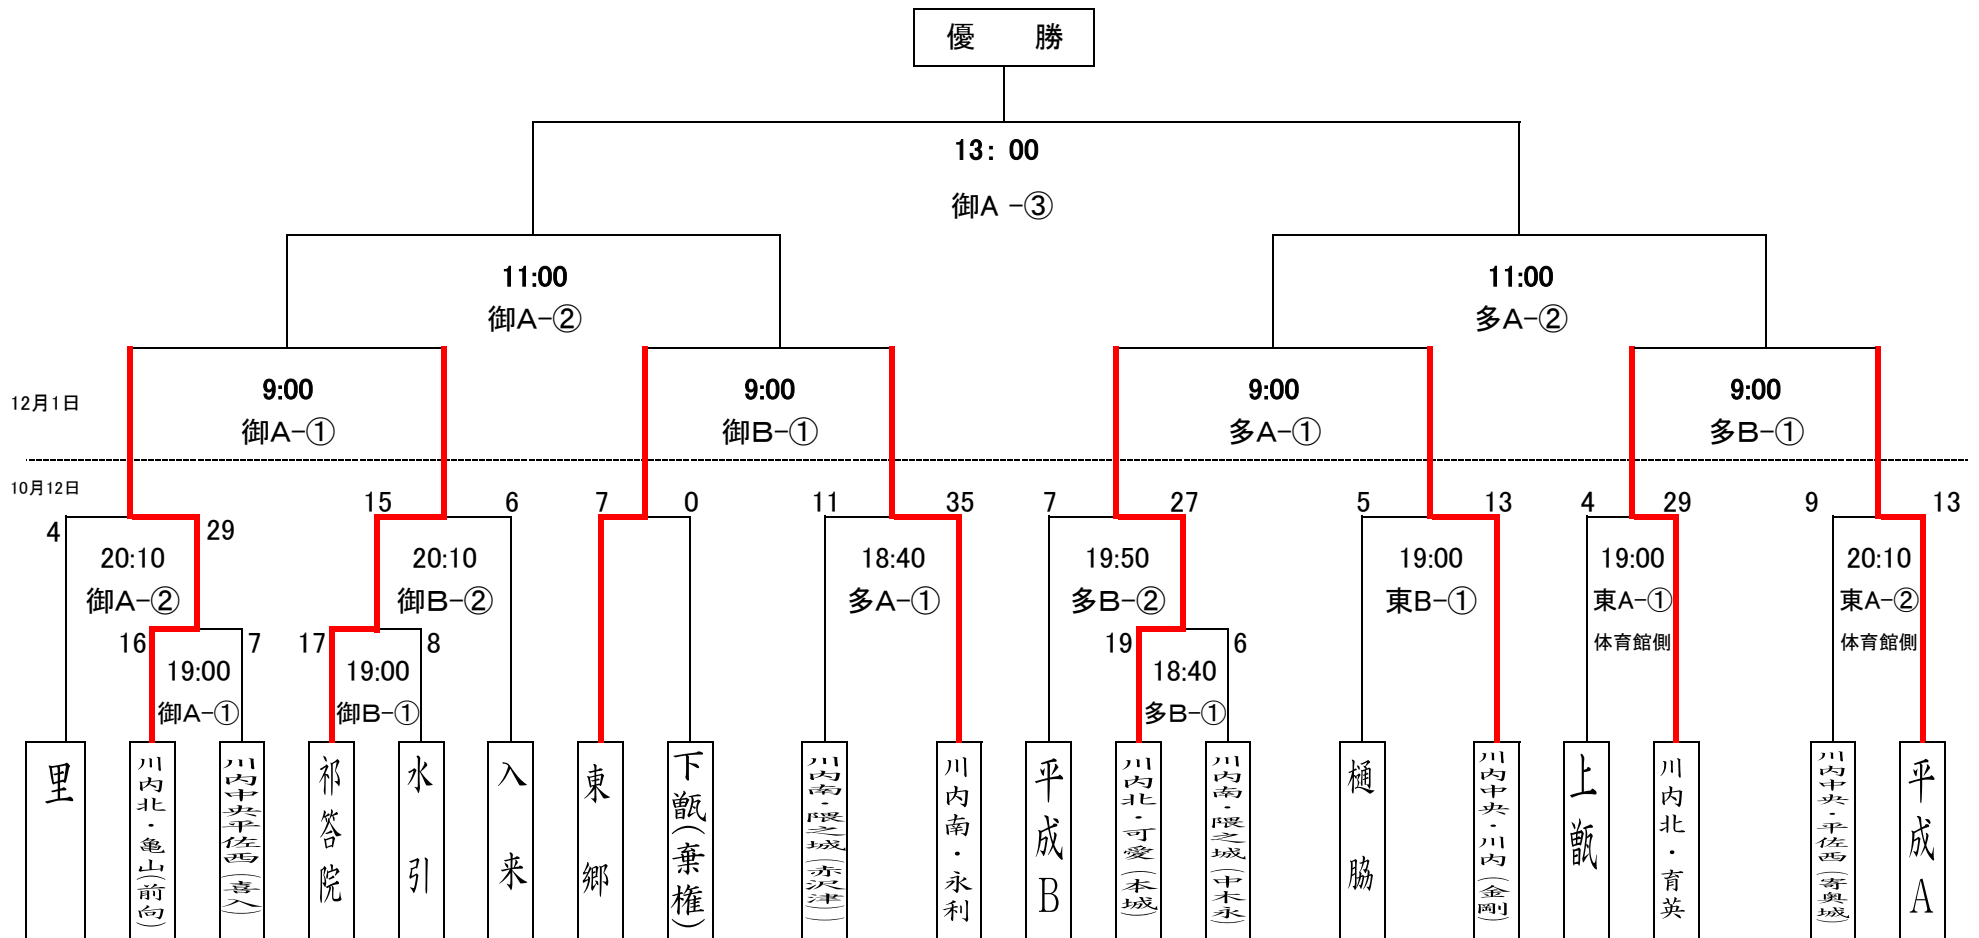 優　勝
13：00
御A-③
11:00
11:00
御A-②
多A-②
12月1日
9:00
9:00
9:00
9:00
御A-①
御B-①
多A-①
多B-①
10月12日
4
29
15
6
7
0
11
35
7
27
5
13
4
29
9
13
20:10
20:10
18:40
19:50
19:00
19:00
20:10
御A-②
御B-②
多A-①
多B-②
東B-①
東A-①
東A-②
体育館側
体育館側
16
7
17
8
19
6
19:00
19:00
18:40
御A-①
御B-①
多B-①
里
川内北・亀山(前向)
川内中央平佐西(喜入)
祁答院
水引
入来
東郷
下甑(棄権)
川内南・隈之城(赤沢津)
川内南・永利
平成B
川内北・可愛(本城)
川内南・隈之城(中木永)
樋脇
川内中央・川内(金剛)
上甑
川内北・育英
川内中央・平佐西(寄奥城)
平成A